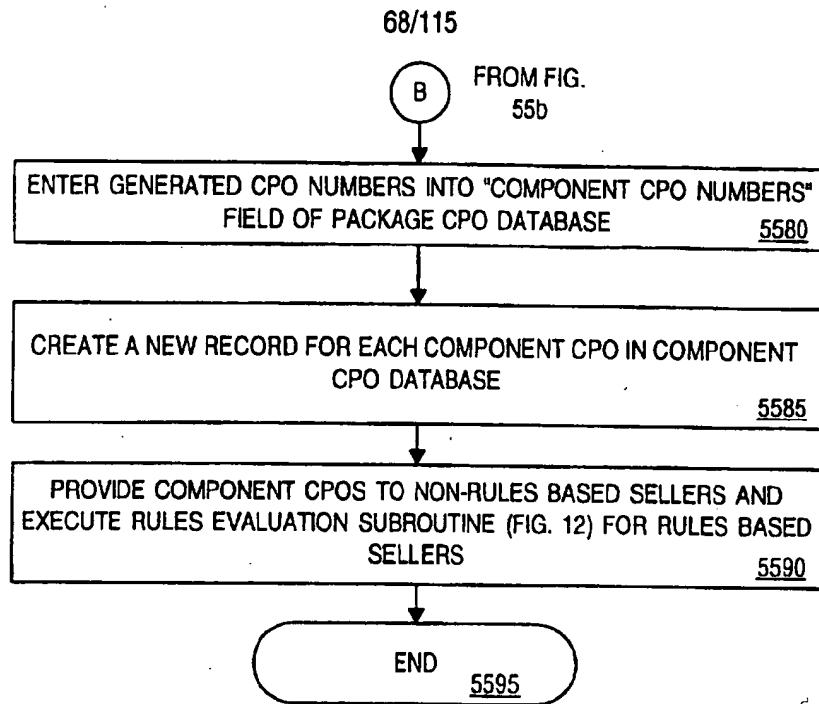 68/115
B
FROM FIG.
55b
ENTER GENERATED CPO NUMBERS INTO "COMPONENT CPO NUMBERS"
FIELD OF PACKAGE CPO DATABASE
5580
CREATE A NEW RECORD FOR EACH COMPONENT CPO IN COMPONENT
CPO DATABASE
5585
PROVIDE COMPONENT CPOS TO NON-RULES BASED SELLERS AND
EXECUTE RULES EVALUATION SUBROUTINE (FIG. 12) FOR RULES BASED
SELLERS
5590
END
5595